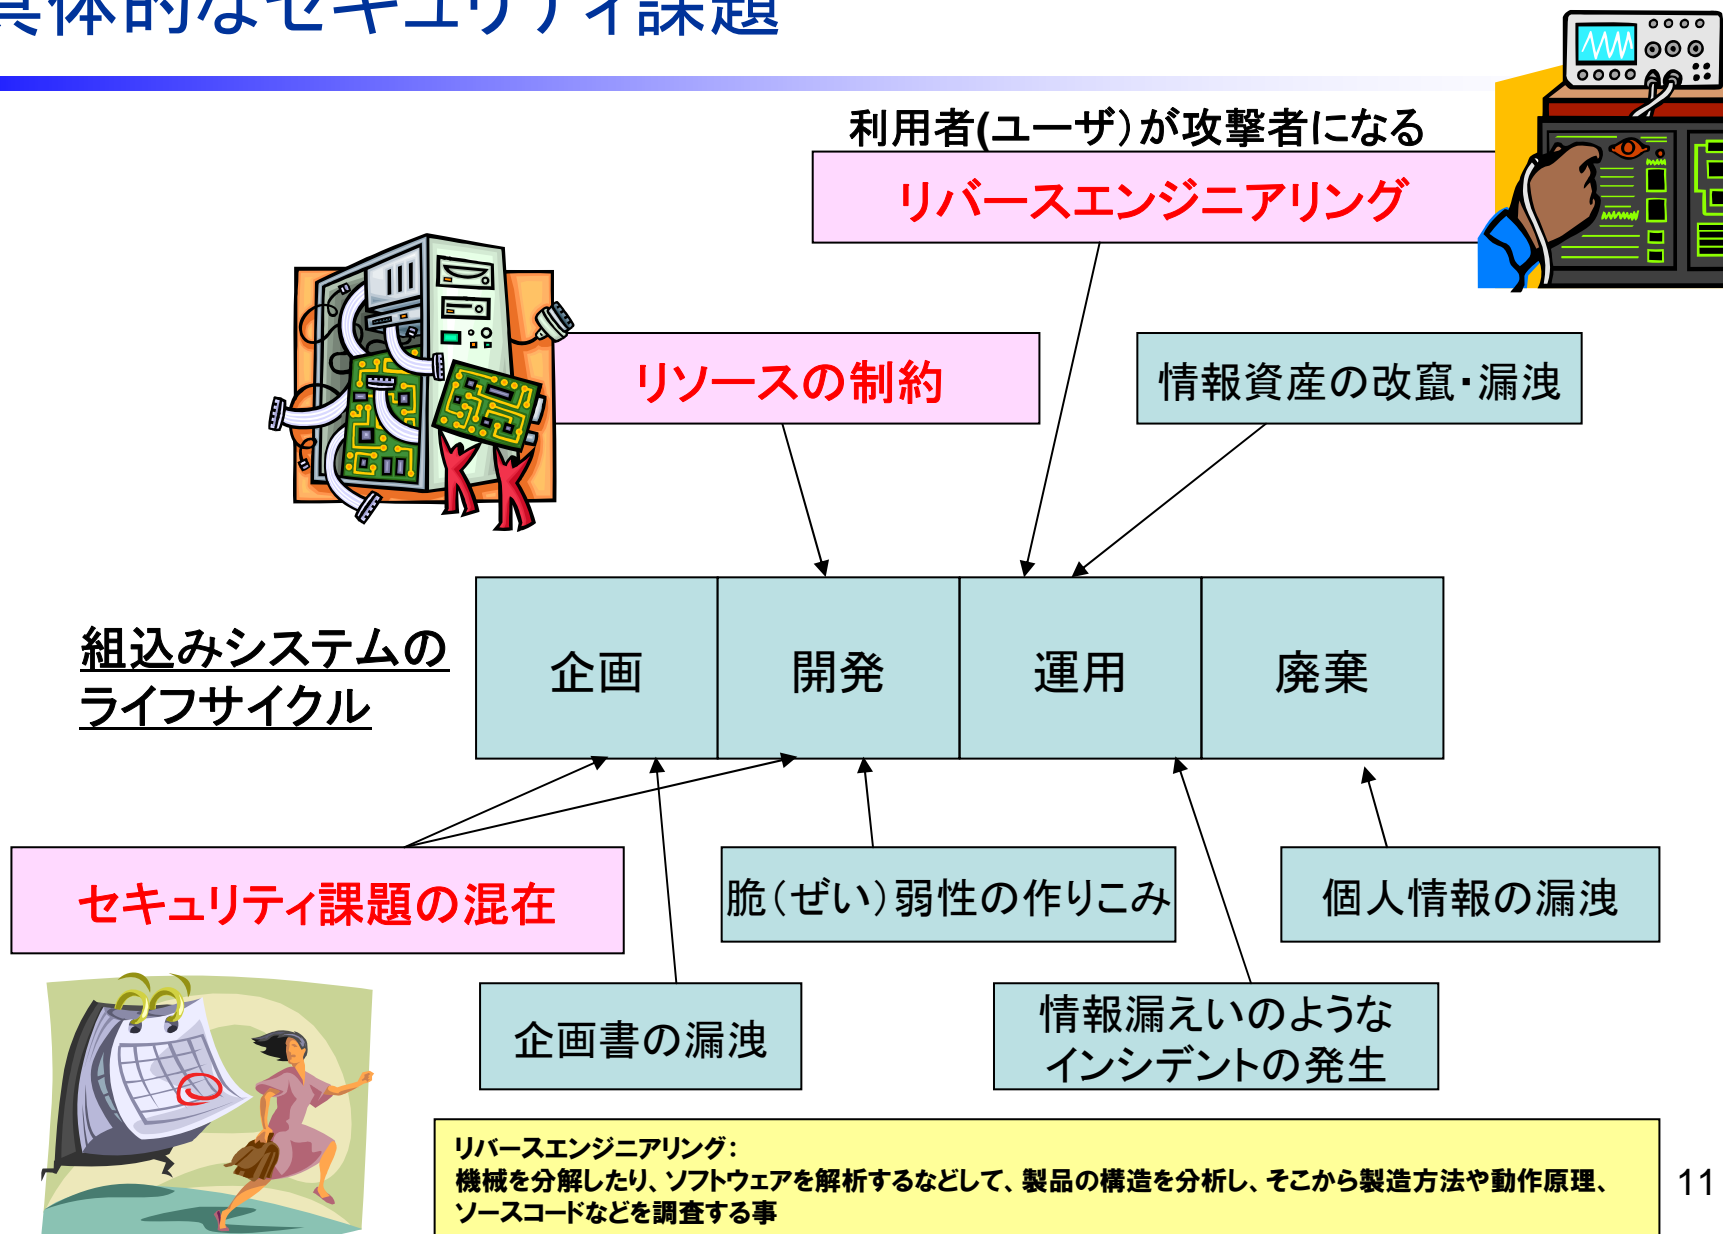 具体的なセキュリティ課題
利用者(ユーザ)が攻撃者になる
リバースエンジニアリング
リソースの制約
情報資産の改竄・漏洩
組込みシステムの
ライフサイクル
企画
開発
運用
廃棄
セキュリティ課題の混在
脆(ぜい)弱性の作りこみ
個人情報の漏洩
企画書の漏洩
情報漏えいのような
インシデントの発生
リバースエンジニアリング:
機械を分解したり、ソフトウェアを解析するなどして、製品の構造を分析し、そこから製造方法や動作原理、
ソースコードなどを調査する事
11